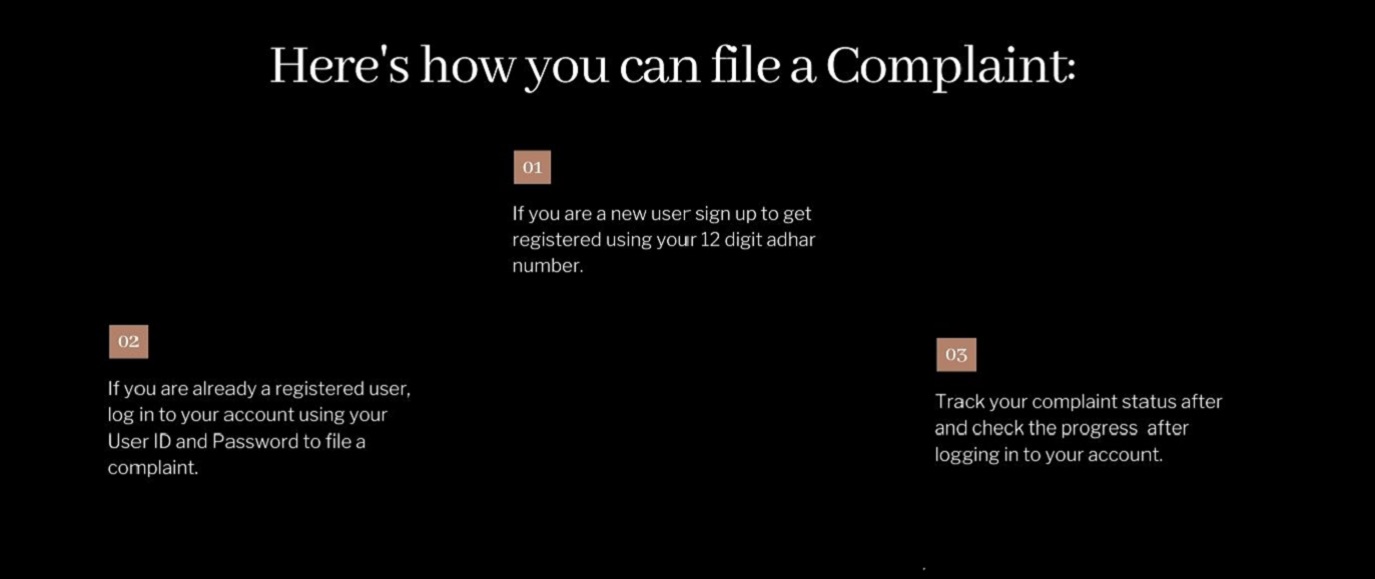 Here's how you can file a Complaint:
01
If you are a new user sign up to get
registered using your 12 digit adhar
number.
02
If you are already a registered user,
log in to your account using your
User ID and Password to file a
complaint.
03
Track your complaint status after
and check the progress after
logging in to your account.